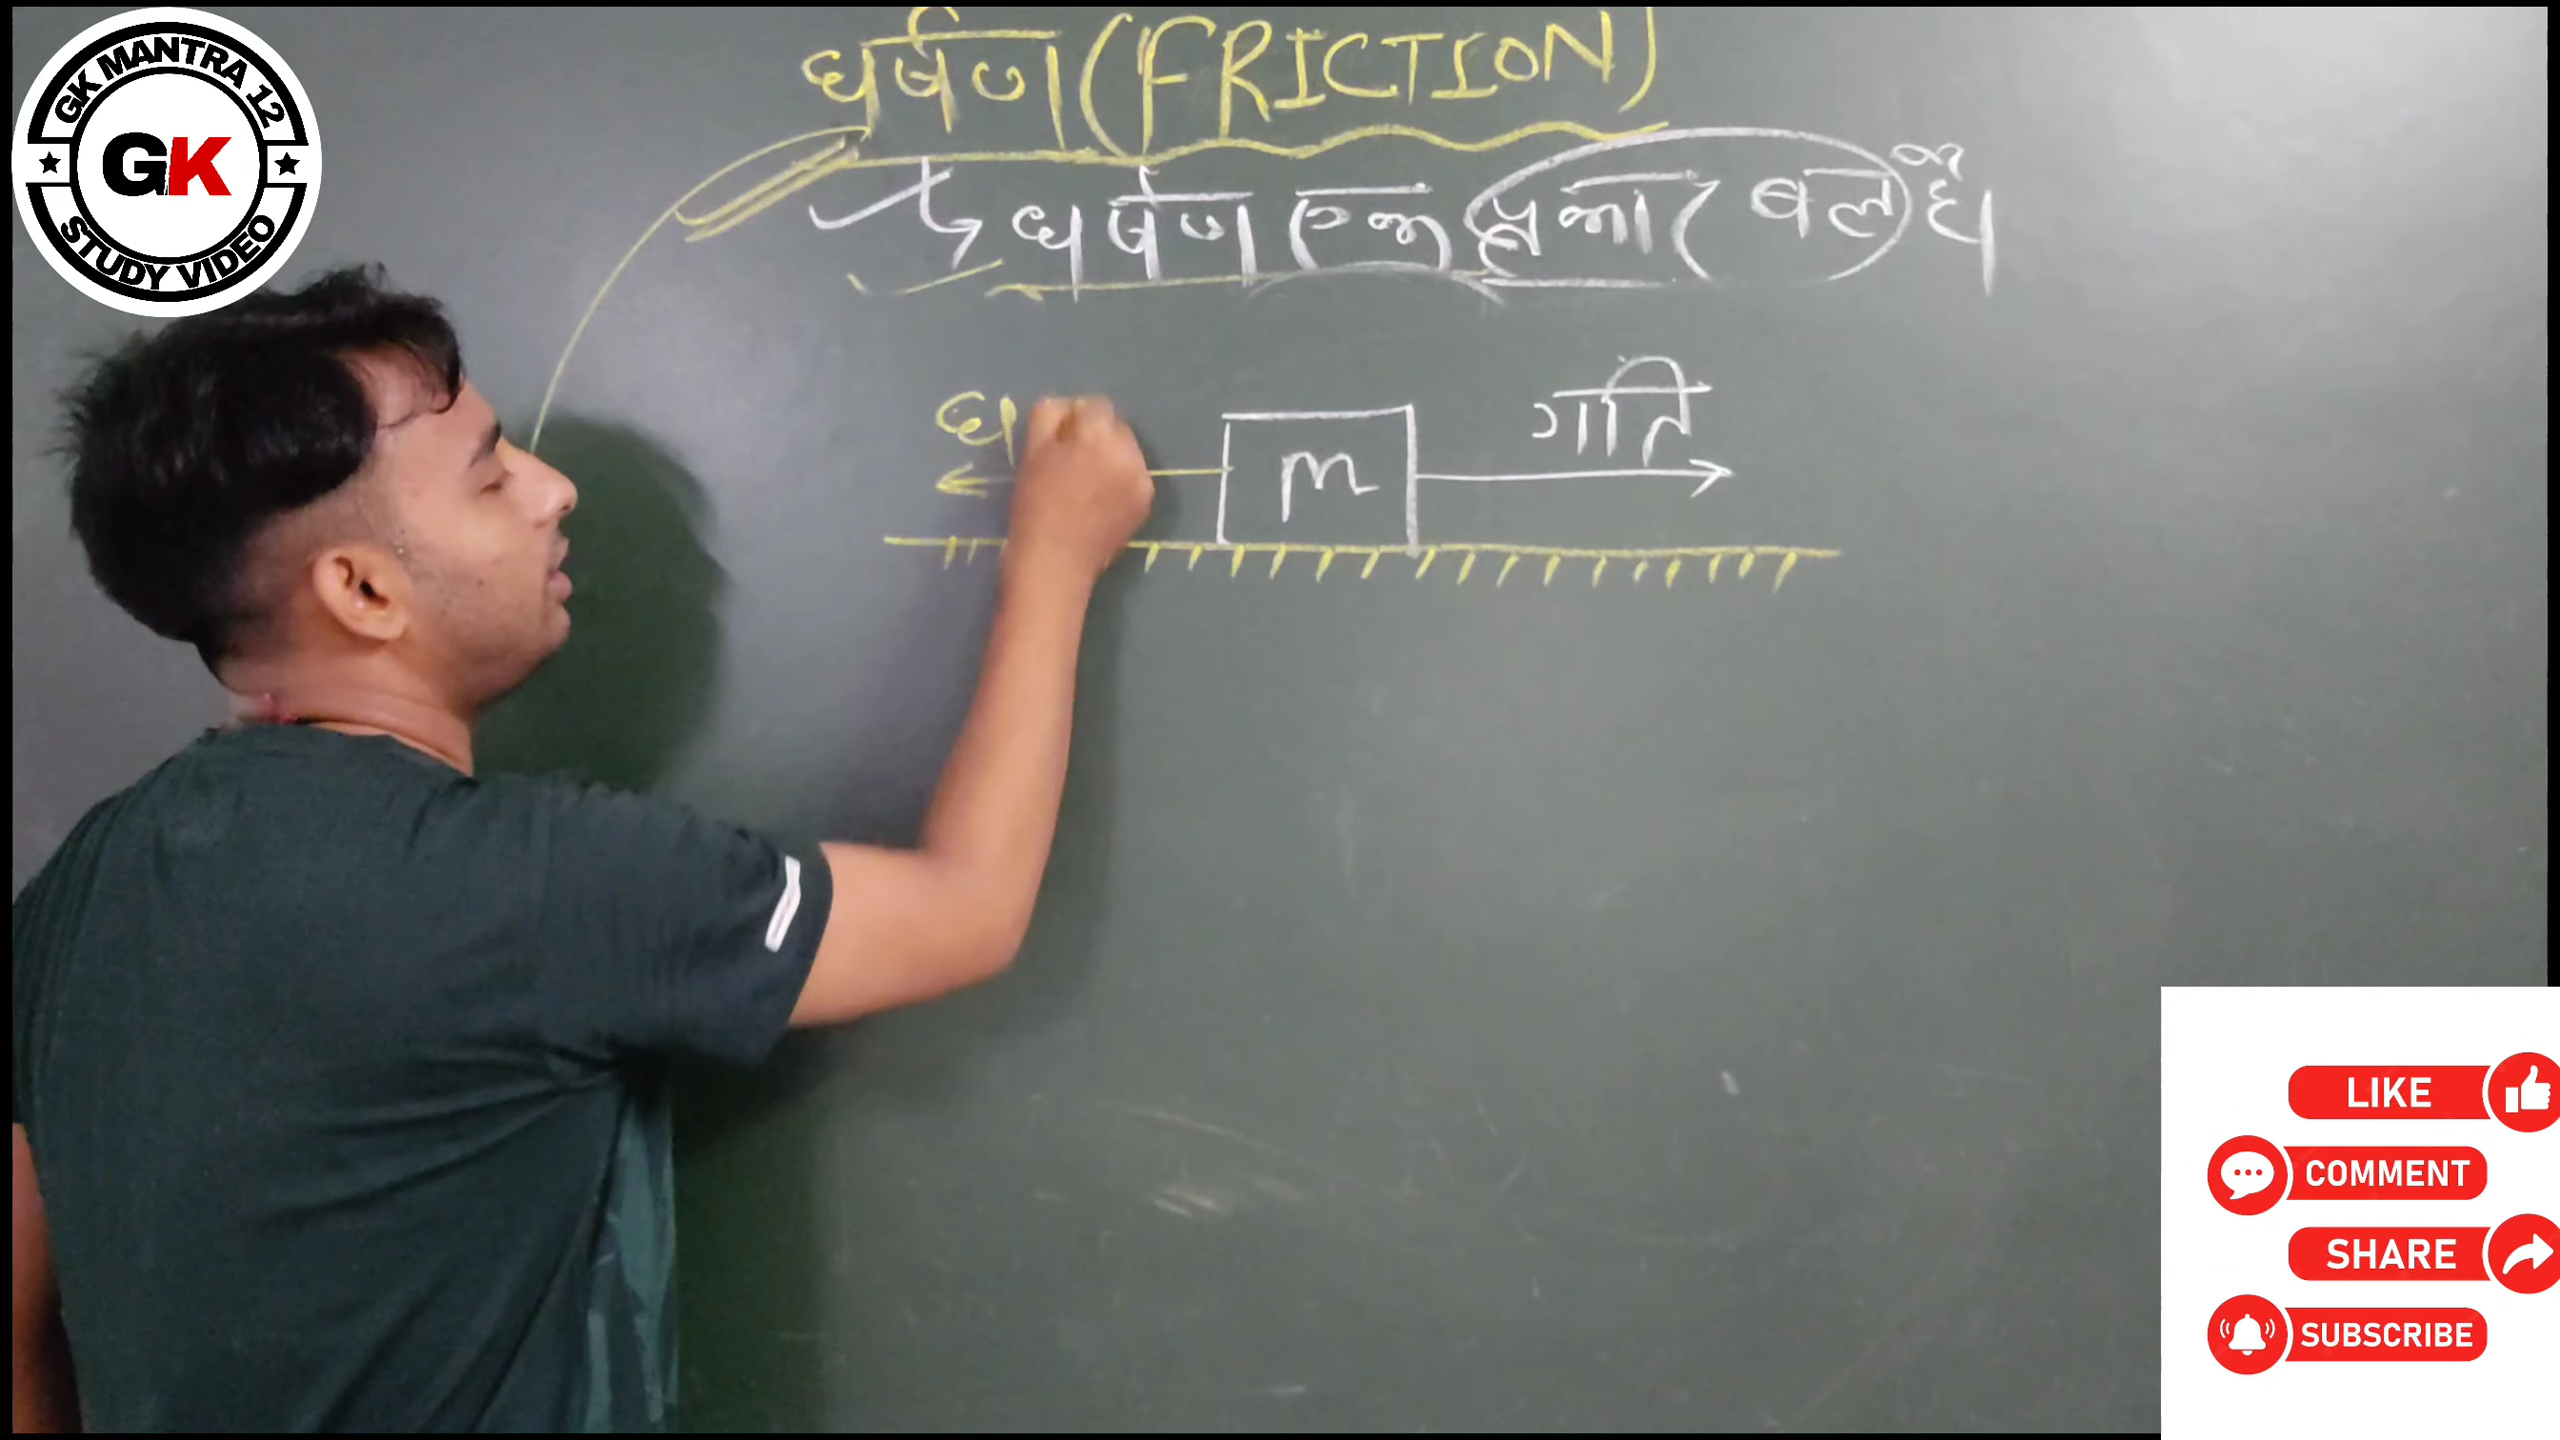 GK MANTRA 12
GK
STUDY VIDEO
घर्षण (FRICTION)
घर्षण एक प्रकार बल है।
क
घ
गति
m
LIKE
COMMENT
SHARE
SUBSCRIBE